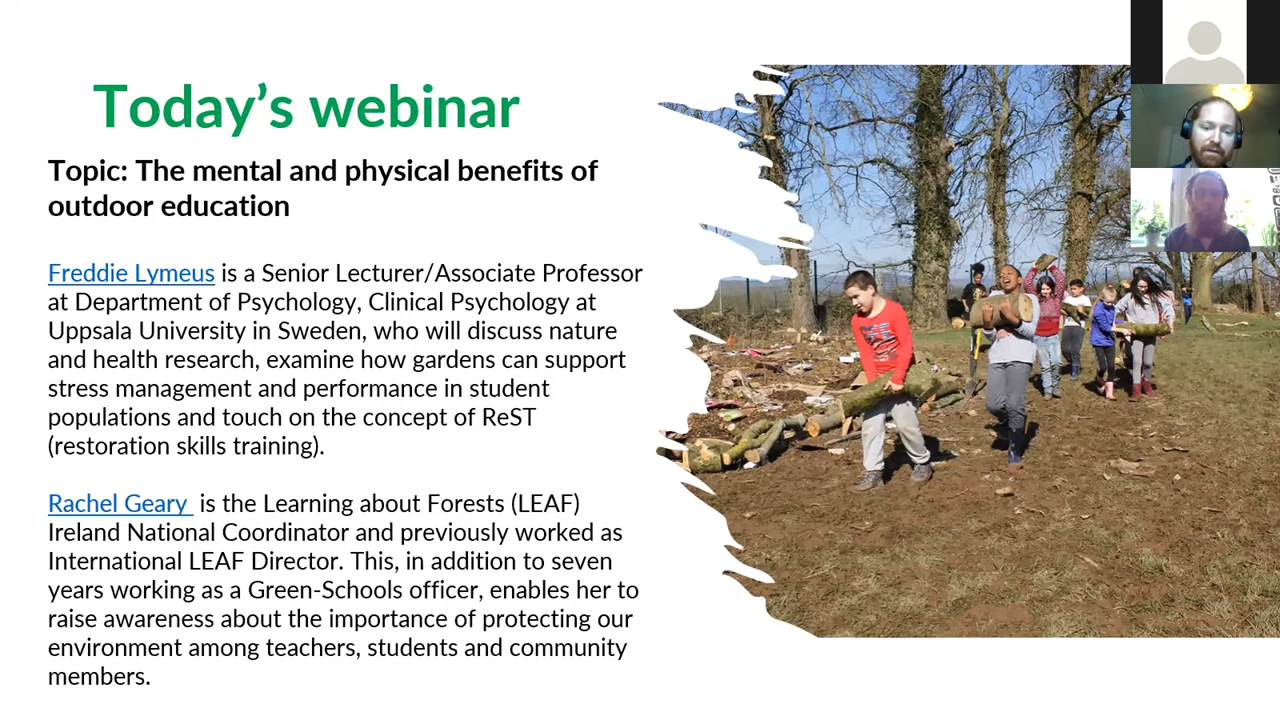 Today’s webinar
Topic: The mental and physical benefits of
outdoor education
Freddie Lymeus is a Senior Lecturer/Associate Professor
at Department of Psychology, Clinical Psychology at
Uppsala University in Sweden, who will discuss nature
and health research, examine how gardens can support
stress management and performance in student
populations and touch on the concept of ReST
(restoration skills training).
Rachel Geary is the Learning about Forests (LEAF)
Ireland National Coordinator and previously worked as
International LEAF Director. This, in addition to seven
years working as a Green-Schools officer, enables her to
raise awareness about the importance of protecting our
environment among teachers, students and community
members.